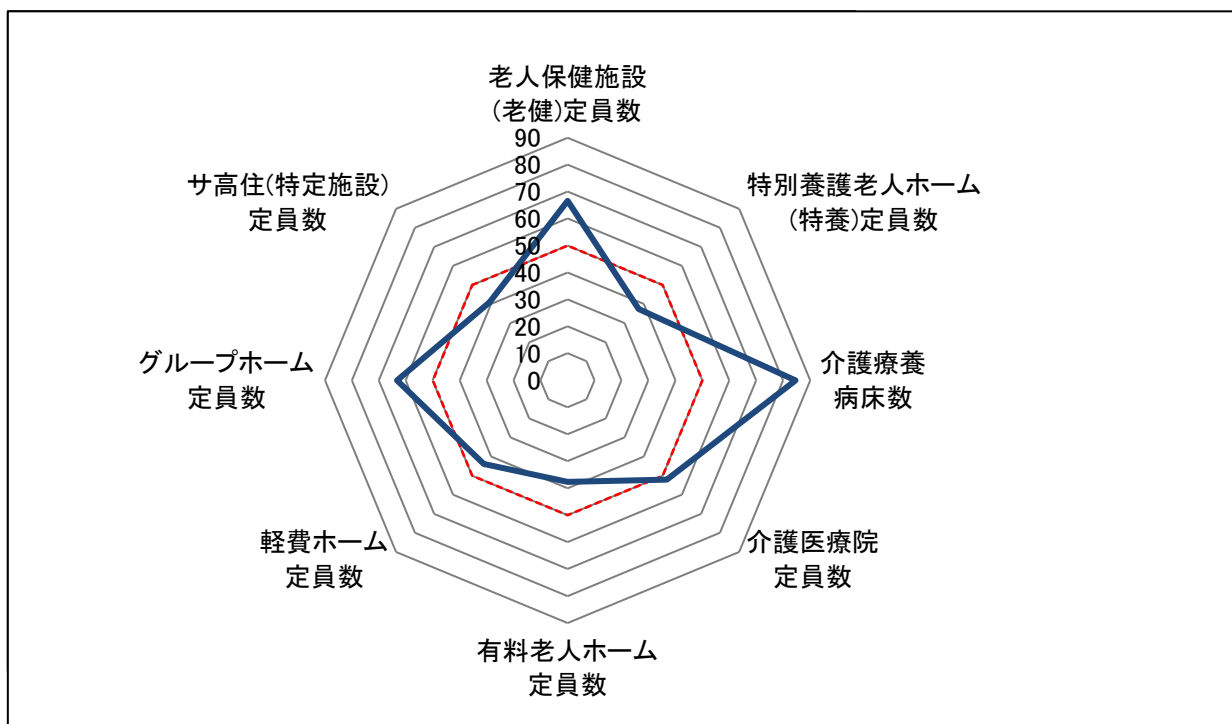 老人保健施設
(老健)定員数
特別養護老人ホーム
(特養)定員数
介護療養
病床数
介護医療院
定員数
有料老人ホーム
定員数
軽費ホーム
定員数
グループホーム
定員数
サ高住(特定施設)
定員数
90
80
70
60
50
40
30
20
10
0